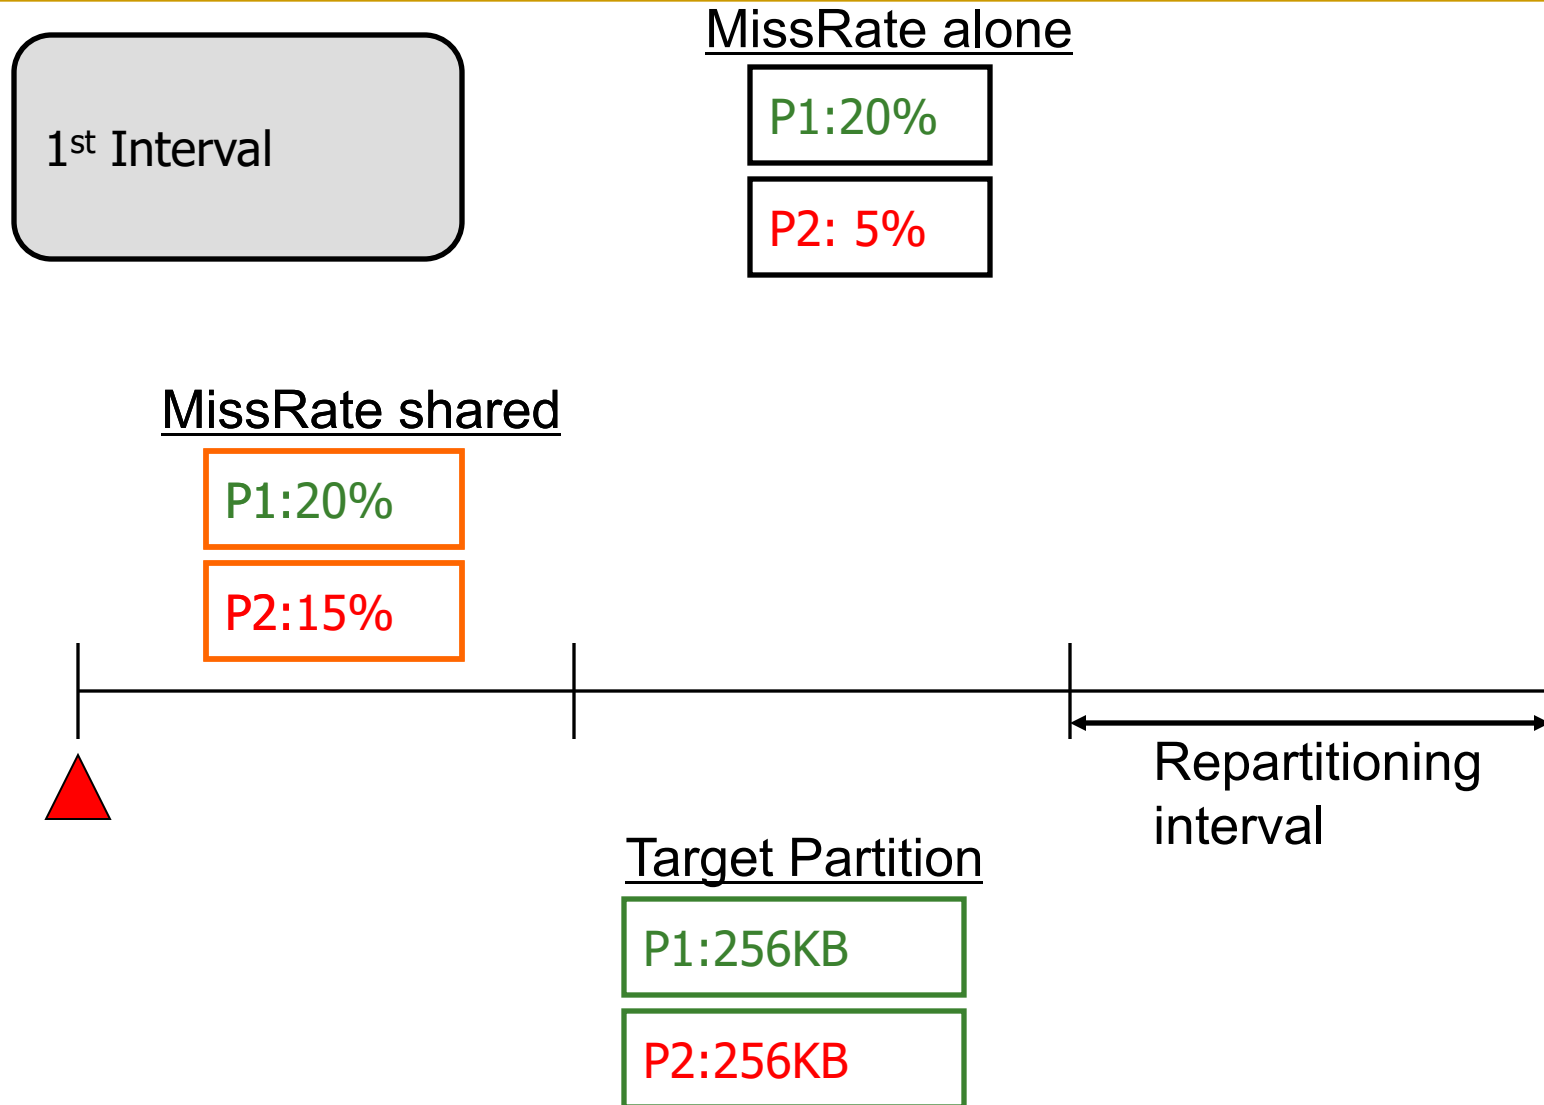 MissRate alone
1st Interval
P1:20%
P2: 5%
MissRate shared
P1:20%
P2:15%
Repartitioning
interval
Target Partition
P1:256KB
P2:256KB